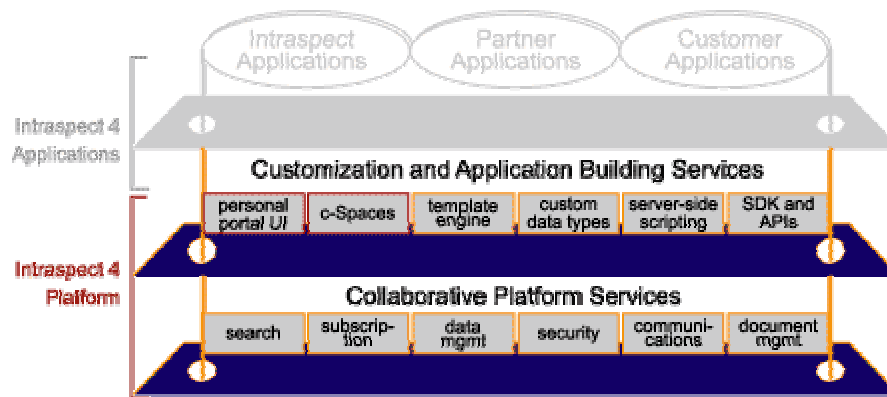 Intraspect
Applications
Partner
Applications
Customer
Applications
Intraspect 4
Applications
Customization and Application Building Services
personal
portal UI
c-Spaces
template
engine
custom
data types
server-side
scripting
SDK and
APIs
Intraspect 4
Platform
Collaborative Platform Services
search
subscrip-
tion
data
mgmt
security
communi-
cations
document
mgmt